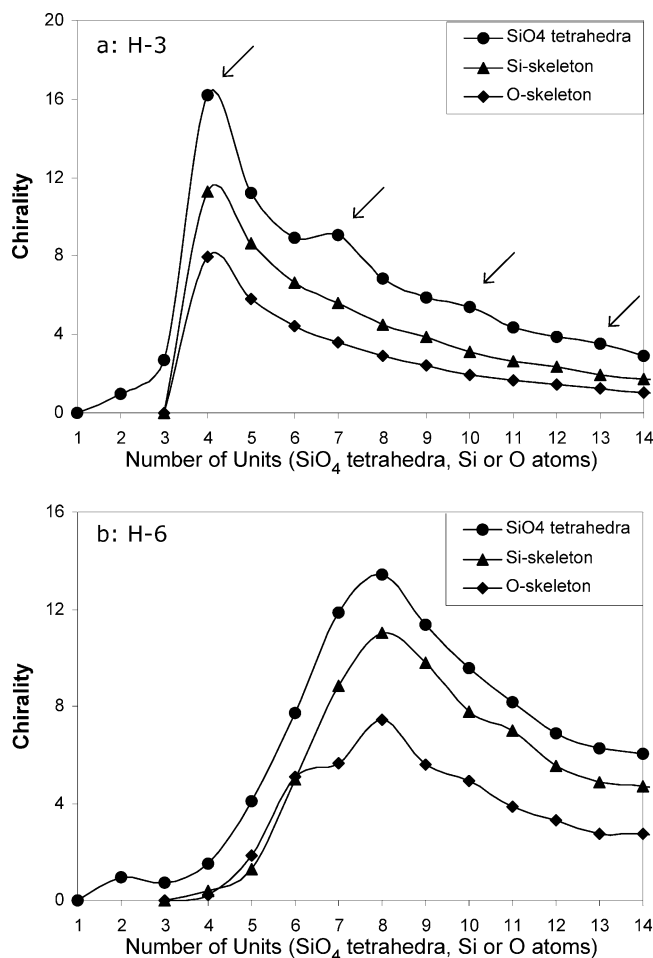 a: H-3
SiO4 tetrahedra
Si-skeleton
O-skeleton
20
16
12
8
4
0
Chirality
1 2 3 4 5 6 7 8 9 10 11 12 13 14
Number of Units (SiO₄ tetrahedra, Si or O atoms)
b: H-6
SiO4 tetrahedra
Si-skeleton
O-skeleton
16
12
8
4
0
Chirality
1 2 3 4 5 6 7 8 9 10 11 12 13 14
Number of Units (SiO₄ tetrahedra, Si or O atoms)